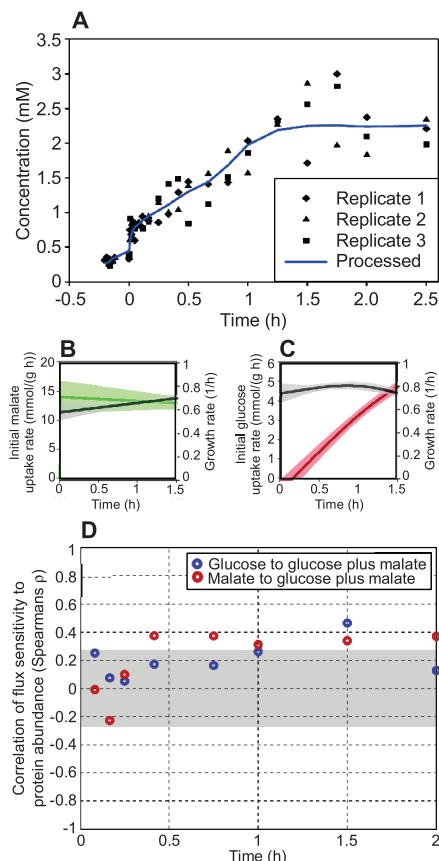 A
Concentration (mM)
3.5
3
2.5
2
1.5
1
0.5
0
-0.5
0
0.5
1
1.5
2.0
2.5
Time (h)
Replicate 1
Replicate 2
Replicate 3
Processed
B
Initial malate
uptake rate (mmol/(g h))
20
15
10
5
0
1
0.8
0.6
0.4
0.2
0
Growth rate (1/h)
0
0.5
1
1.5
Time (h)
C
Initial glucose
uptake rate (mmol/(g h))
6
5
4
3
2
1
0
1
0.8
0.6
0.4
0.2
0
Growth rate (1/h)
0
0.5
1
1.5
Time (h)
D
Correlation of flux sensitivity to
protein abundance (Spearmans ρ)
1
0.8
0.6
0.4
0.2
0
-0.2
-0.4
-0.6
-0.8
-1
Glucose to glucose plus malate
Malate to glucose plus malate
0
0.5
1
1.5
2
Time (h)